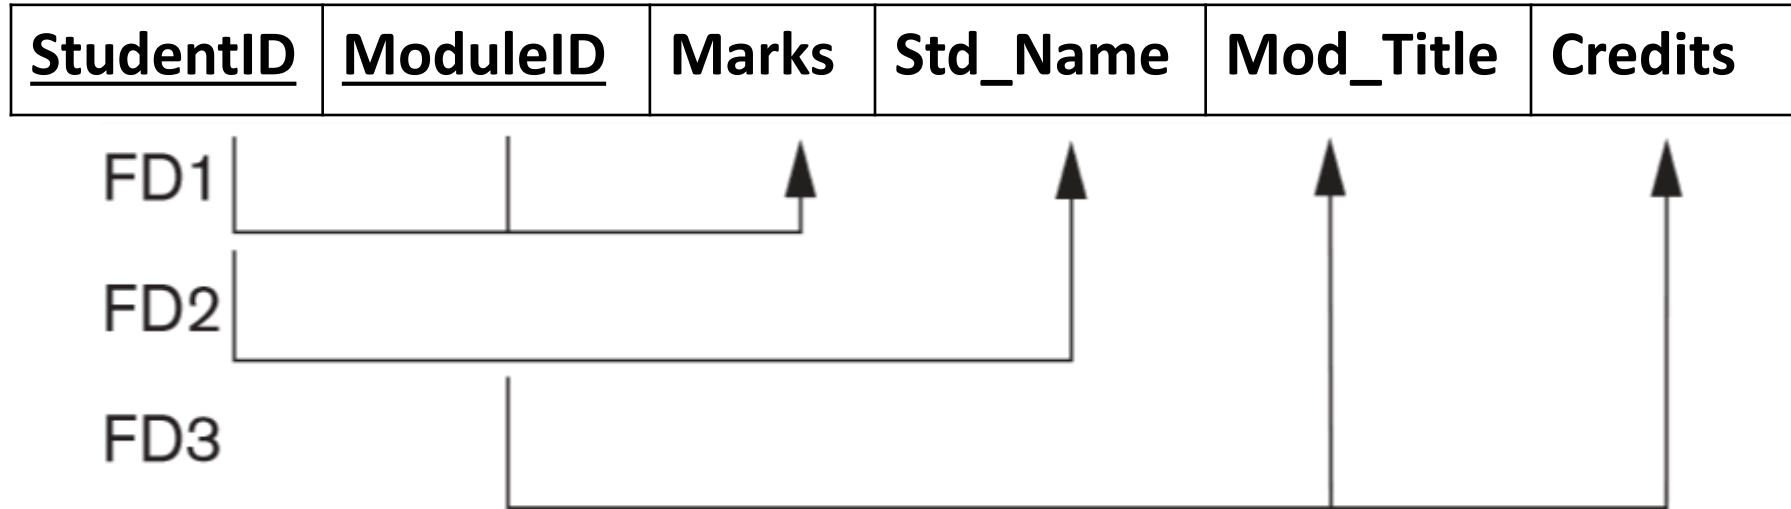 StudentID ModuleID Marks Std_Name Mod_Title Credits
FD1
FD2
FD3